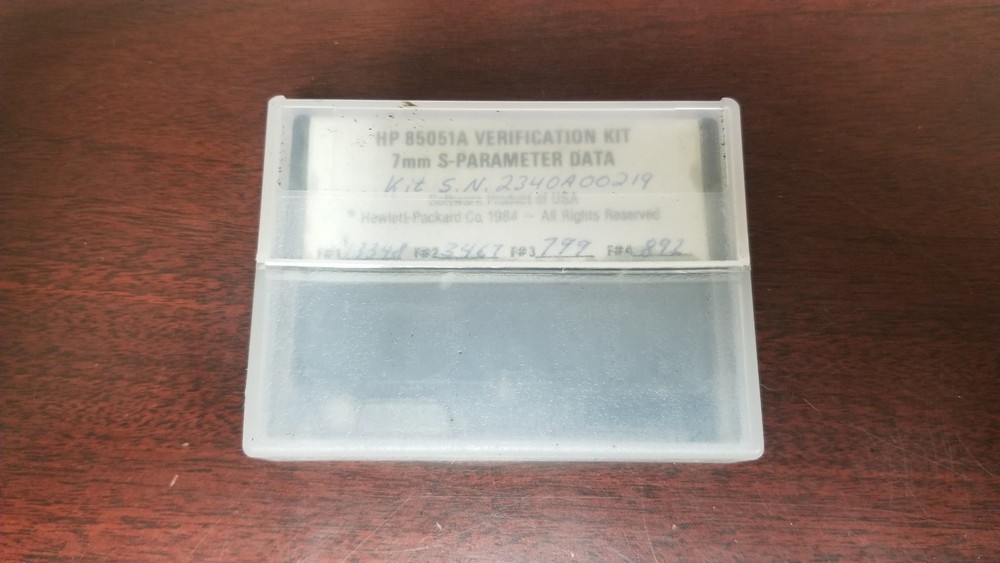 HP 85051A VERIFICATION KIT
7mm S-PARAMETER DATA
Kit S.N. 2340A00219
Software Product of USA
Hewlett-Packard Co. 1984 ~ All Rights Reserved
F#2 3467 F#3 799 F#4 892